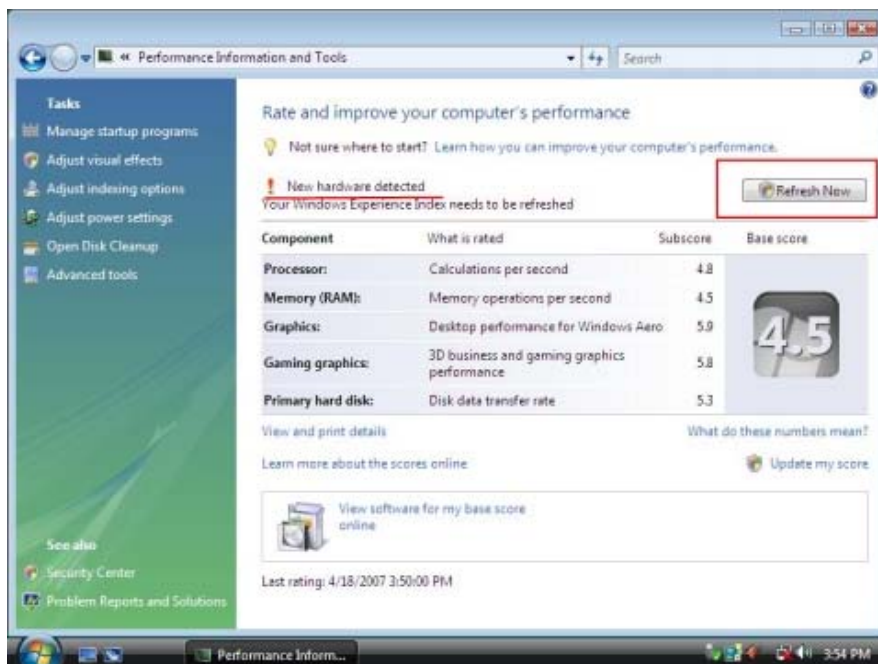 « Performance Information and Tools
Search
Tasks
Manage startup programs
Adjust visual effects
Adjust indexing options
Adjust power settings
Open Disk Cleanup
Advanced tools
See also
Security Center
Problem Reports and Solutions
Rate and improve your computer's performance
Not sure where to start? Learn how you can improve your computer's performance.
New hardware detected
Your Windows Experience Index needs to be refreshed
Refresh Now
Component What is rated Subscore Base score
Processor: Calculations per second 4.8
Memory (RAM): Memory operations per second 4.5
Graphics: Desktop performance for Windows Aero 5.9
Gaming graphics: 3D business and gaming graphics
performance 5.8
Primary hard disk: Disk data transfer rate 5.3
4.5
View and print details What do these numbers mean?
Learn more about the scores online Update my score
View software for my base score
online
Last rating: 4/18/2007 3:50:00 PM
Performance Inform...
3:54 PM